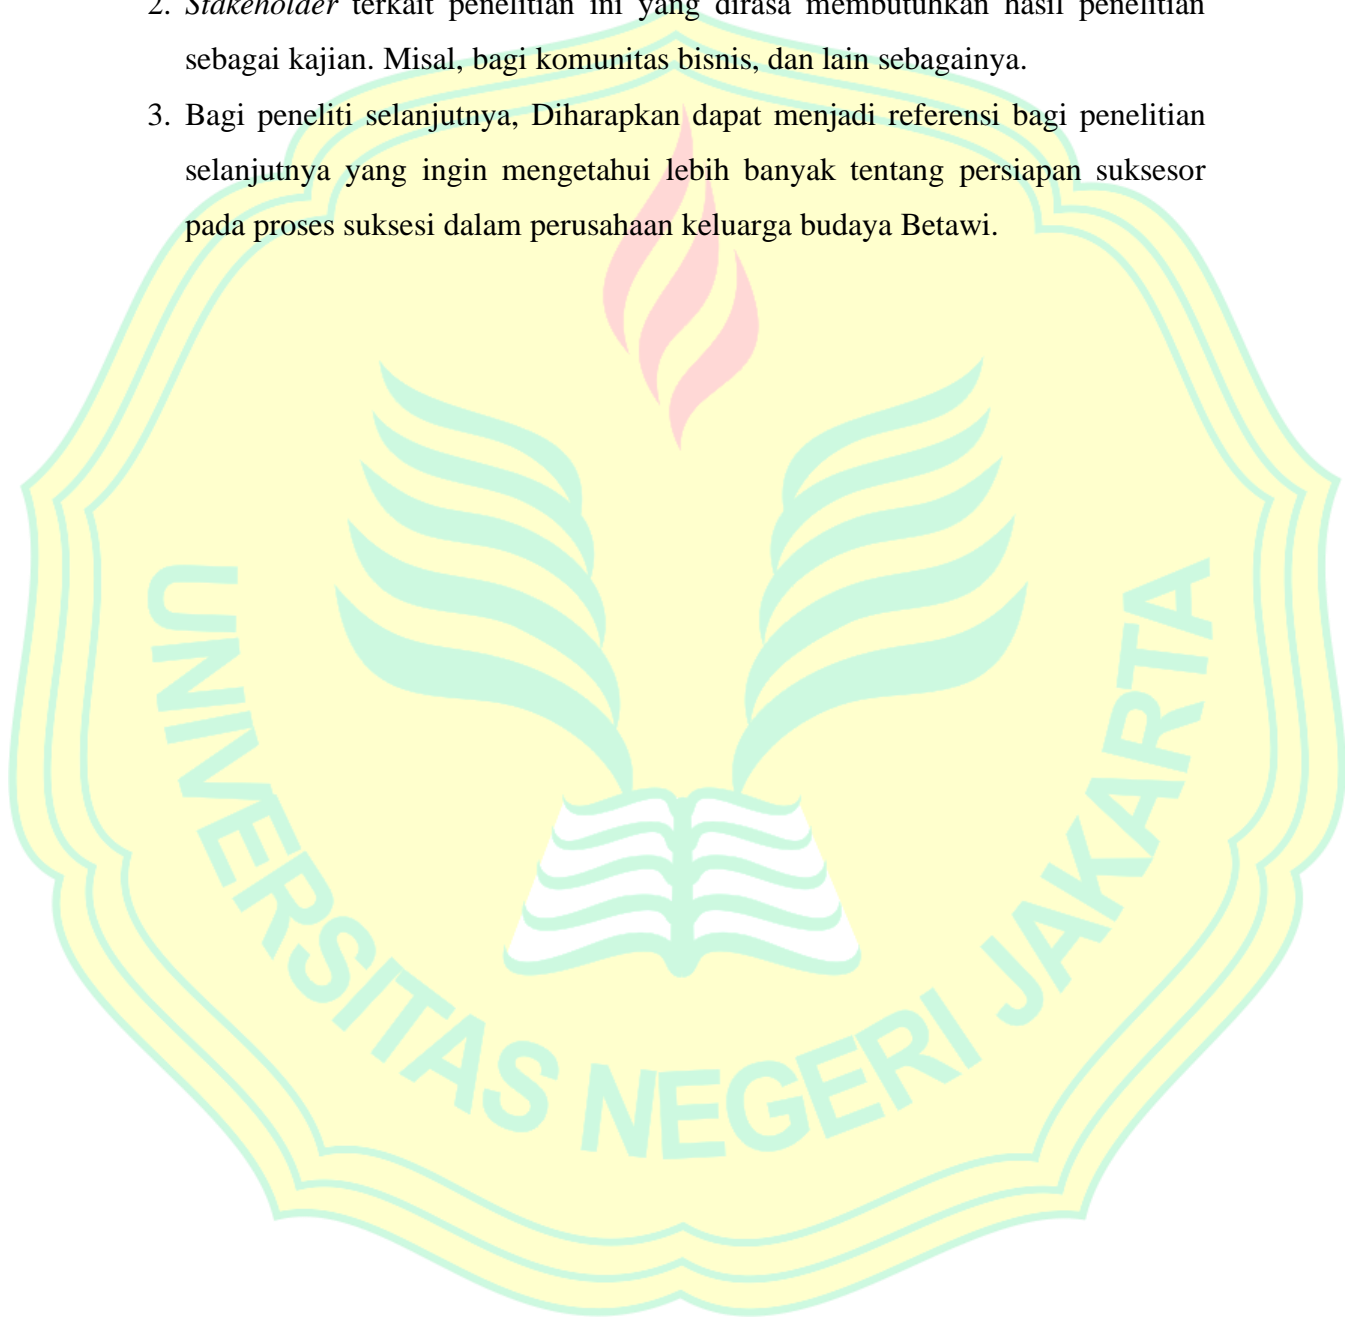 2. Stakeholder terkait penelitian ini yang dirasa membutuhkan hasil penelitian
sebagai kajian. Misal, bagi komunitas bisnis, dan lain sebagainya.
3. Bagi peneliti selanjutnya, Diharapkan dapat menjadi referensi bagi penelitian
selanjutnya yang ingin mengetahui lebih banyak tentang persiapan suksesor
pada proses suksesi dalam perusahaan keluarga budaya Betawi.
UNIVERSITAS NEGERI JAKARTA